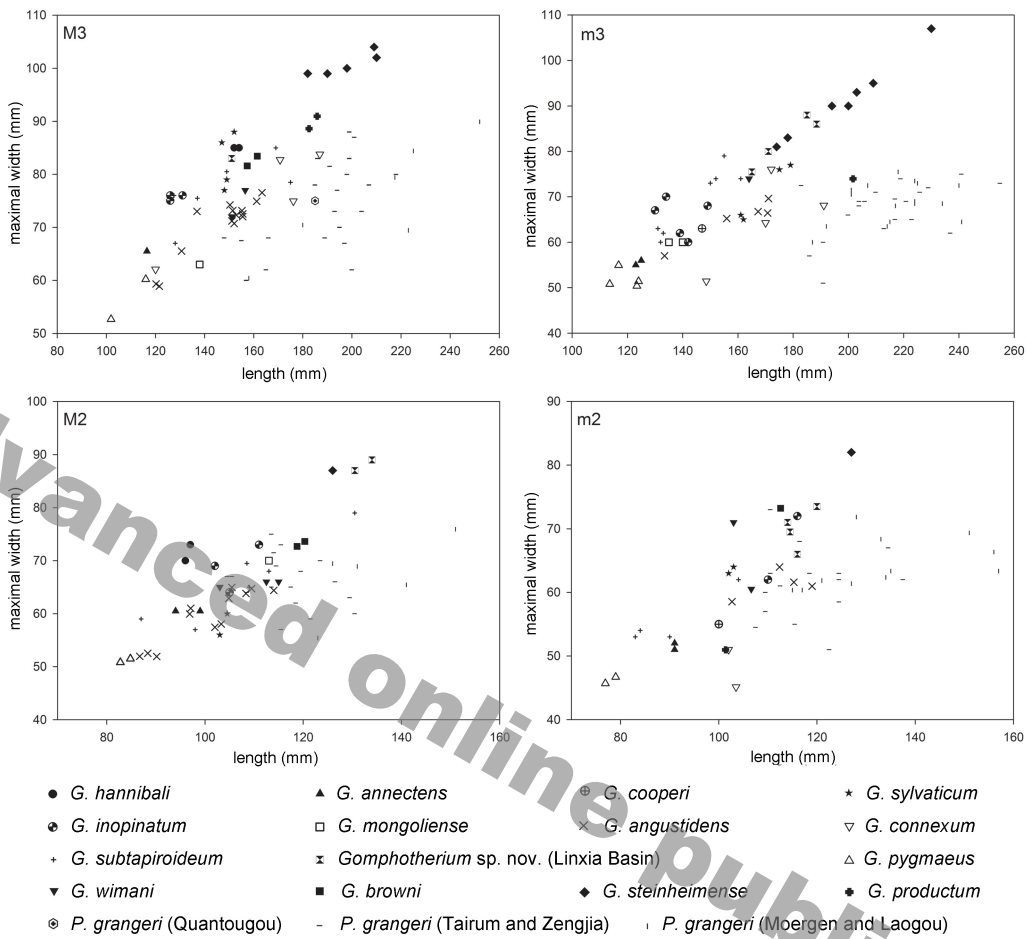 M3
m3
110
100
90
80
70
60
50
80
100
120
140
160
180
200
220
240
260
length (mm)
maximal width (mm)
110
100
90
80
70
60
50
40
100
120
140
160
180
200
220
240
260
length (mm)
maximal width (mm)
M2
m2
100
90
80
70
60
50
40
80
100
120
140
160
length (mm)
maximal width (mm)
90
80
70
60
50
40
80
100
120
140
160
length (mm)
maximal width (mm)
G. hannibali
G. annectens
G. cooperi
G. sylvaticum
G. inopinatum
G. mongoliense
G. angustidens
G. connexum
G. subtapiroideum
Gomphotherium sp. nov. (Linxia Basin)
G. pygmaeus
G. wimani
G. browni
G. steinheimense
G. productum
P. grangeri (Quantougou)
P. grangeri (Tairum and Zengjia)
P. grangeri (Moergen and Laogou)
vanced online publi